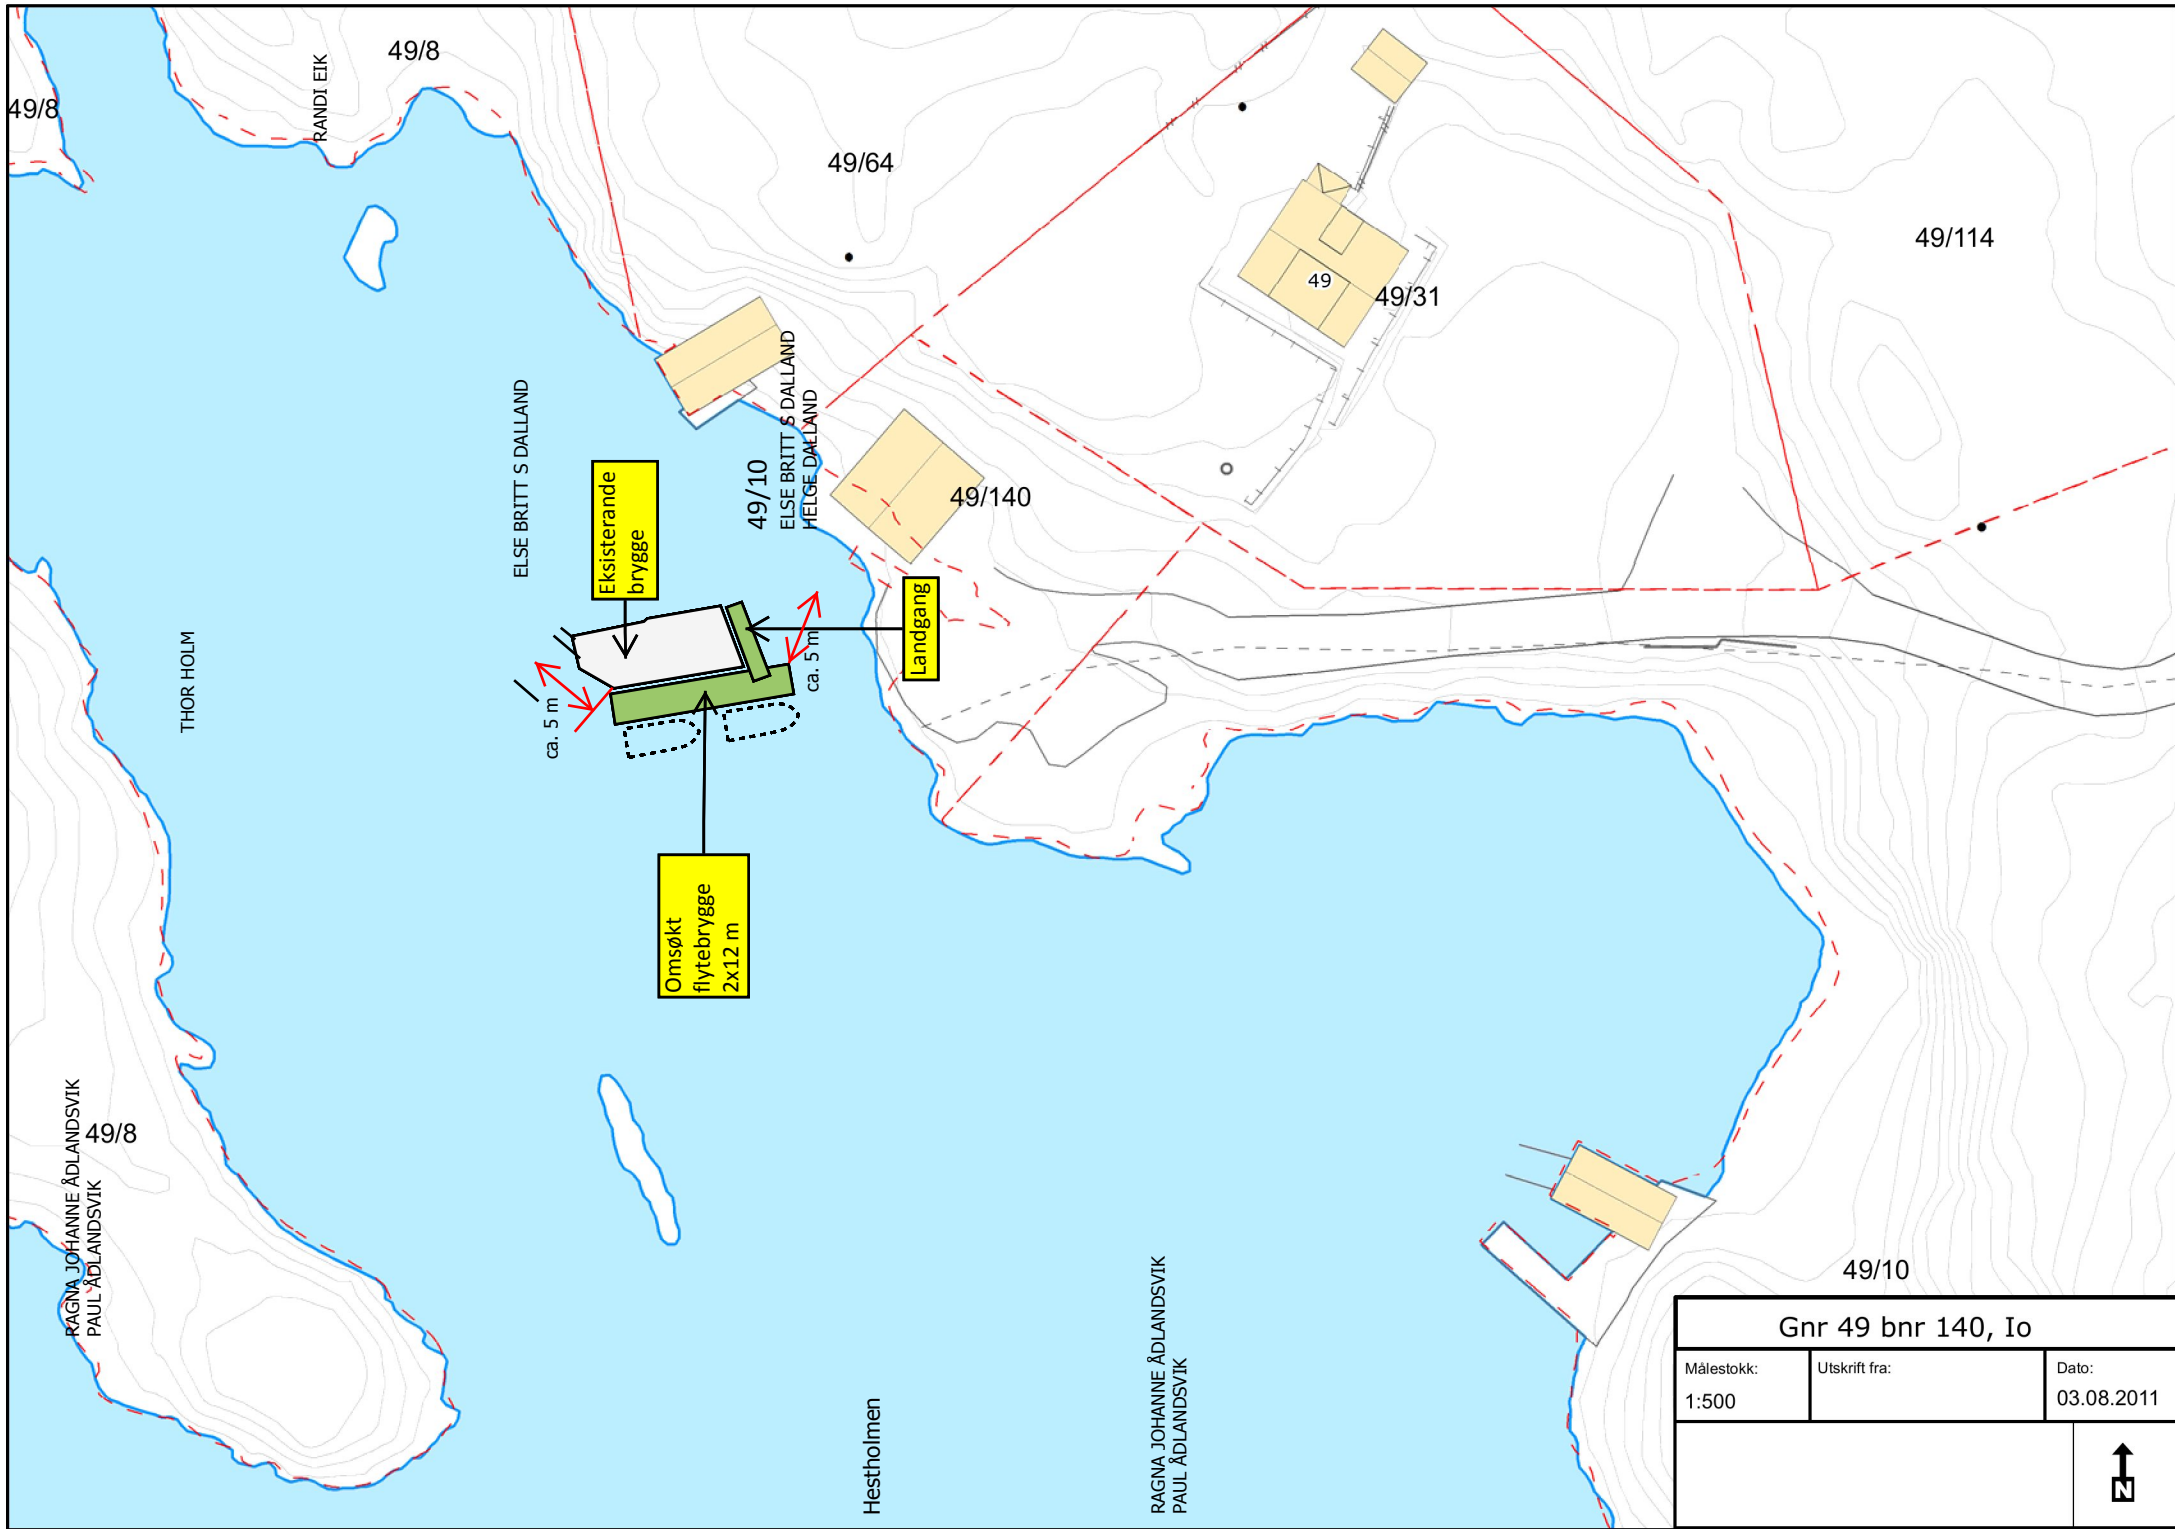 49/8
49/8
RANDI EIK
49/64
49/114
49
49/31
ELSE BRITT S DALLAND
49/10
ELSE BRITT S DALLAND
HELGE DALLAND
49/140
Eksisterande
brygge
Landgang
ca. 5 m
ca. 5 m
THOR HOLM
Omsøkt
flytebrygge
2x12 m
RAGNA JOHANNE ÅDLANDSVIK
PAUL ÅDLANDSVIK
49/8
Hestholmen
RAGNA JOHANNE ÅDLANDSVIK
PAUL ÅDLANDSVIK
49/10
Gnr 49 bnr 140, Io
Målestokk:
1:500
Utskrift fra:
Dato:
03.08.2011
N